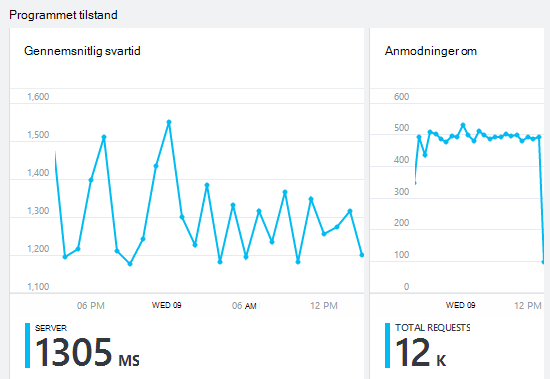 Programmet tilstand
Gennemsnitlig svartid
1,600
1,500
1,400
1,300
1,200
1,100
06 PM WED 09 06 AM 12 PM
SERVER
1305 MS
Anmodninger om
600
500
400
300
200
100
0
WED 09 12 PM
TOTAL REQUESTS
12 K